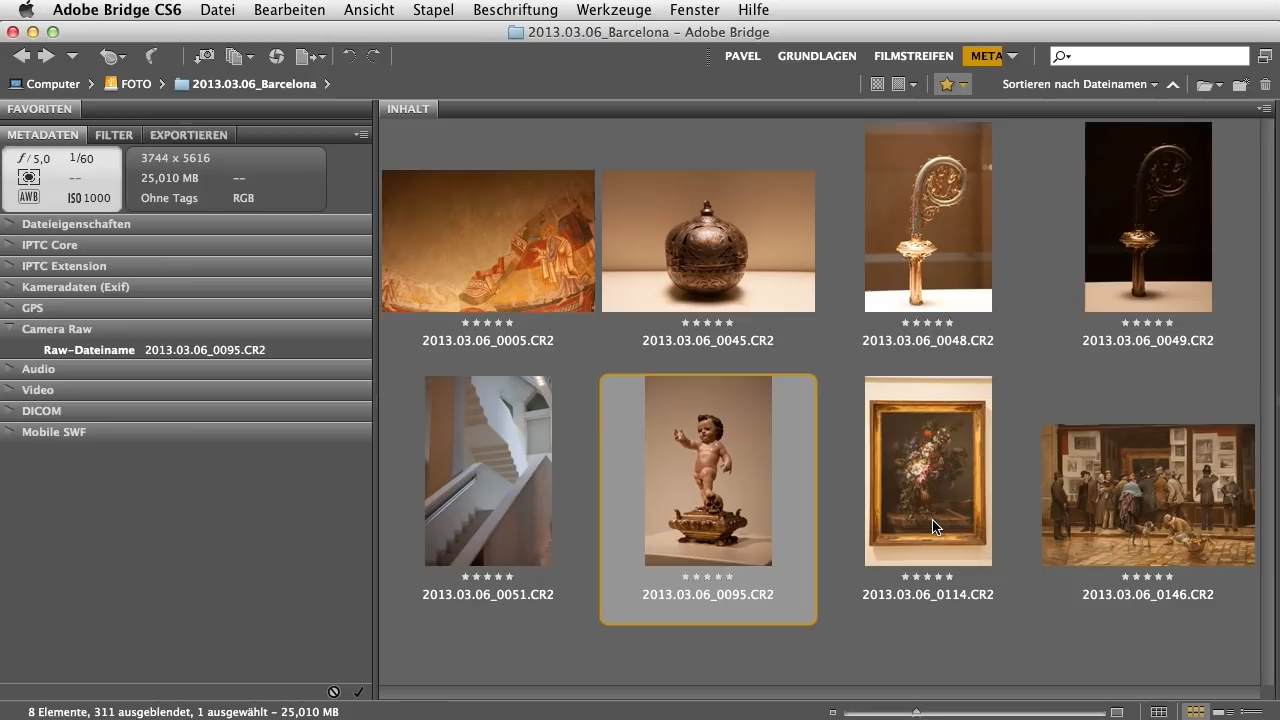 Adobe Bridge CS6 Datei Bearbeiten Ansicht Stapel Beschriftung Werkzeuge Fenster Hilfe
2013.03.06_Barcelona – Adobe Bridge
PAVEL GRUNDLAGEN FILMSTREIFEN META
Computer FOTO 2013.03.06_Barcelona
Sortieren nach Dateinamen
FAVORITEN
INHALT
METADATEN FILTER EXPORTIEREN
f/ 5,0 1/60
3744 x 5616
-- 25,010 MB --
AWB ISO 1000
Ohne Tags RGB
Dateieigenschaften
IPTC Core
IPTC Extension
Kameradaten (Exif)
GPS
Camera Raw
Raw-Dateiname 2013.03.06_0095.CR2
Audio
Video
DICOM
Mobile SWF
2013.03.06_0005.CR2
2013.03.06_0045.CR2
2013.03.06_0048.CR2
2013.03.06_0049.CR2
2013.03.06_0051.CR2
2013.03.06_0095.CR2
2013.03.06_0114.CR2
2013.03.06_0146.CR2
8 Elemente, 311 ausgeblendet, 1 ausgewählt – 25,010 MB